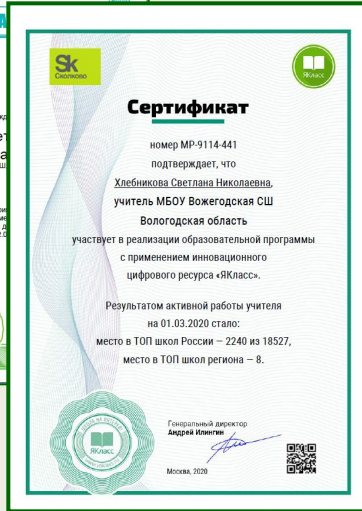 Sk
Сколково
ЯКласс
Сертификат
номер MP-9114-441
подтверждает, что
Хлебникова Светлана Николаевна,
учитель МБОУ Вожегодская СШ
Вологодская область
участвует в реализации образовательной программы
с применением инновационного
цифрового ресурса «ЯКласс».
Результатом активной работы учителя
на 01.03.2020 стало:
место в ТОП школ России — 2240 из 18527,
место в ТОП школ региона — 8.
Генеральный директор
Андрей Илингин
ЯКласс
Москва, 2020